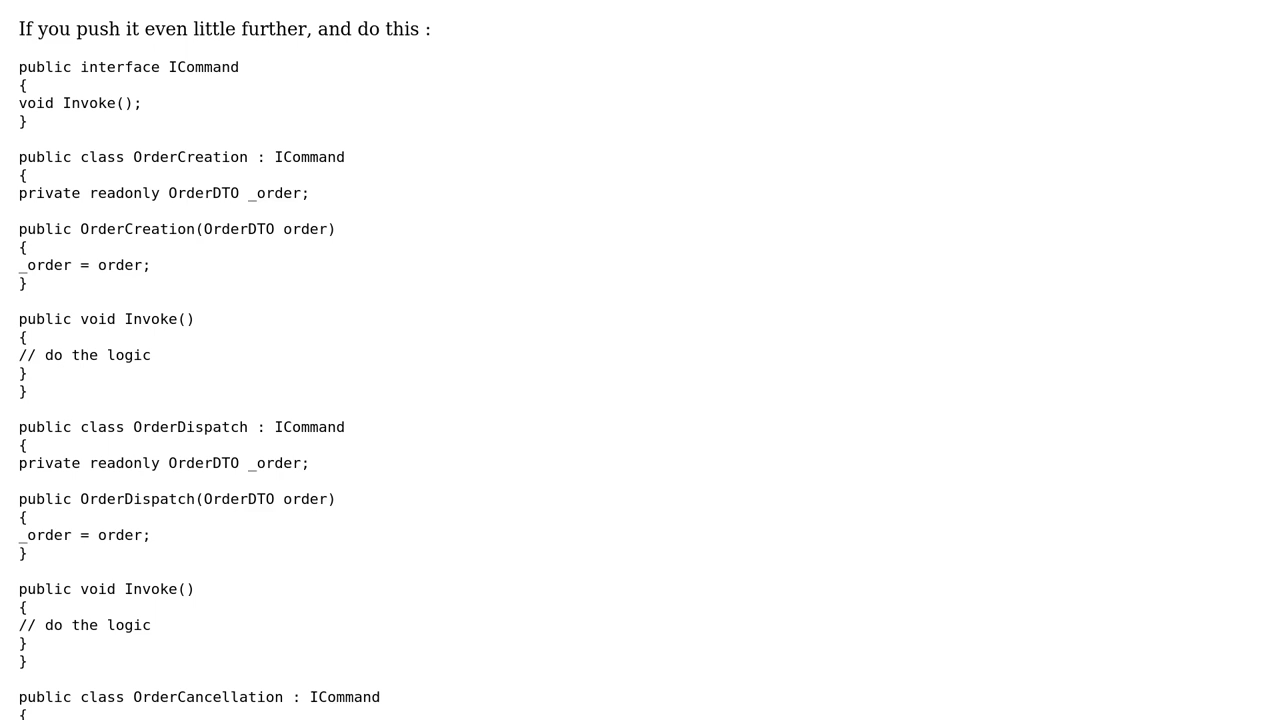 If you push it even little further, and do this :
public interface ICommand
{
void Invoke();
}
public class OrderCreation : ICommand
{
private readonly OrderDTO _order;
public OrderCreation(OrderDTO order)
{
_order = order;
}
public void Invoke()
{
// do the logic
}
}
public class OrderDispatch : ICommand
{
private readonly OrderDTO _order;
public OrderDispatch(OrderDTO order)
{
_order = order;
}
public void Invoke()
{
// do the logic
}
}
public class OrderCancellation : ICommand
{